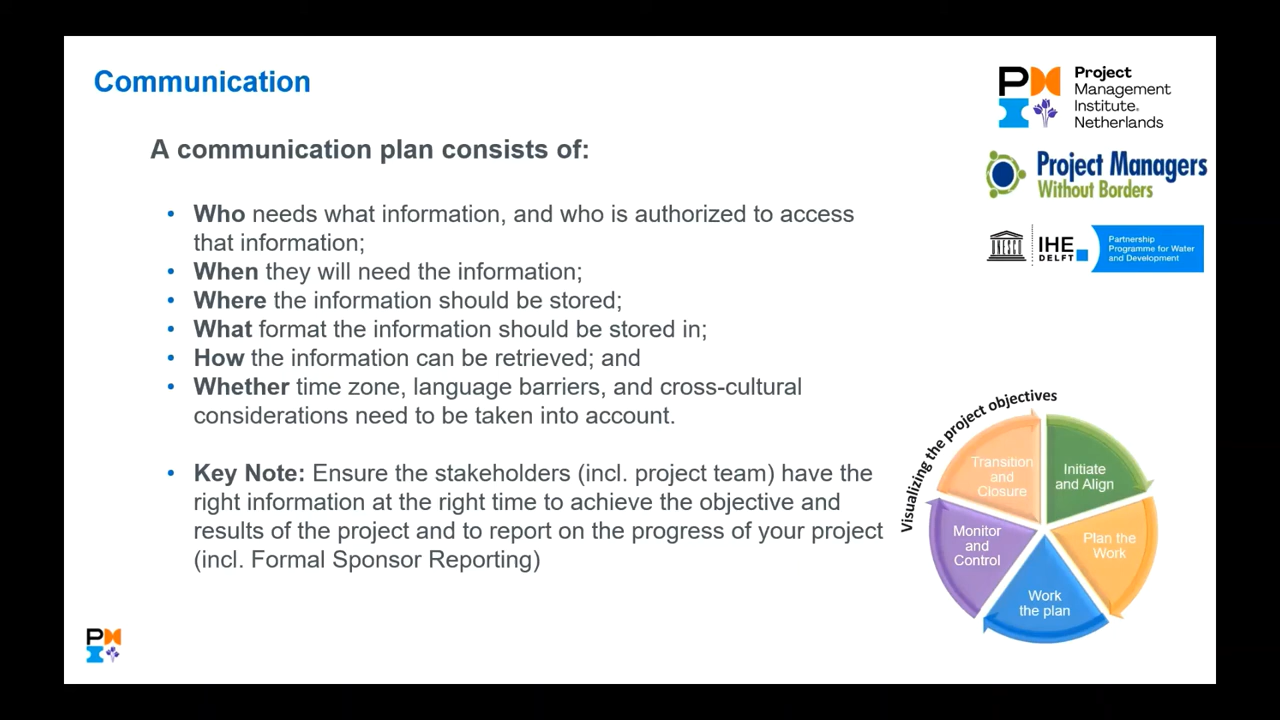 Communication
A communication plan consists of:
• Who needs what information, and who is authorized to access
that information;
• When they will need the information;
• Where the information should be stored;
• What format the information should be stored in;
• How the information can be retrieved; and
• Whether time zone, language barriers, and cross-cultural
considerations need to be taken into account.
• Key Note: Ensure the stakeholders (incl. project team) have the
right information at the right time to achieve the objective and
results of the project and to report on the progress of your project
(incl. Formal Sponsor Reporting)
PM
I
Project
Management
Institute.
Netherlands
Project Managers
Without Borders
unesco
IHE
DELFT
Partnership
Programme for Water
and Development
Visualizing the project objectives
Transition
and
Closure
Initiate
and Align
Monitor
and
Control
Plan the
Work
Work
the plan
PM
I